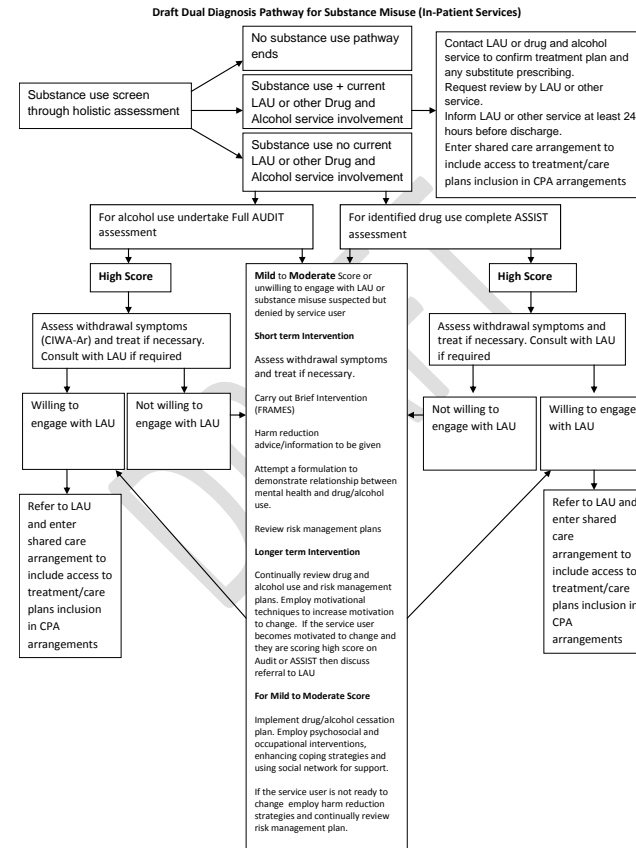 Draft Dual Diagnosis Pathway for Substance Misuse (In-Patient Services)
No substance use pathway
ends
Contact LAU or drug and alcohol
service to confirm treatment plan and
any substitute prescribing.
Request review by LAU or other
service.
Inform LAU or other service at least 24
hours before discharge.
Enter shared care arrangement to
include access to treatment/care
plans inclusion in CPA arrangements
Substance use screen
through holistic assessment
Substance use + current
LAU or other Drug and
Alcohol service involvement
Substance use no current
LAU or other Drug and
Alcohol service involvement
For alcohol use undertake Full AUDIT
assessment
For identified drug use complete ASSIST
assessment
High Score
High Score
Assess withdrawal symptoms
(CIWA-Ar) and treat if necessary.
Consult with LAU if required
Assess withdrawal symptoms and
treat if necessary. Consult with LAU
if required
Willing to
engage with LAU
Not willing to
engage with LAU
Mild to Moderate Score or
unwilling to engage with LAU or
substance misuse suspected but
denied by service user
Short term Intervention
Assess withdrawal symptoms
and treat if necessary.
Carry out Brief Intervention
(FRAMES)
Harm reduction
advice/information to be given
Attempt a formulation to
demonstrate relationship between
mental health and drug/alcohol
use.
Review risk management plans
Longer term Intervention
Continually review drug and
alcohol use and risk management
plans. Employ motivational
techniques to increase motivation
to change. If the service user
becomes motivated to change and
they are scoring high score on
Audit or ASSIST then discuss
referral to LAU
For Mild to Moderate Score
Implement drug/alcohol cessation
plan. Employ psychosocial and
occupational interventions,
enhancing coping strategies and
using social network for support.
If the service user is not ready to
change employ harm reduction
strategies and continually review
risk management plan.
Not willing to
engage with LAU
Willing to engage
with LAU
Refer to LAU
and enter
shared care
arrangement to
include access to
treatment/care
plans inclusion
in CPA
arrangements
Refer to LAU and
enter shared
care
arrangement to
include access to
treatment/care
plans inclusion in
CPA
arrangements
DRAFT